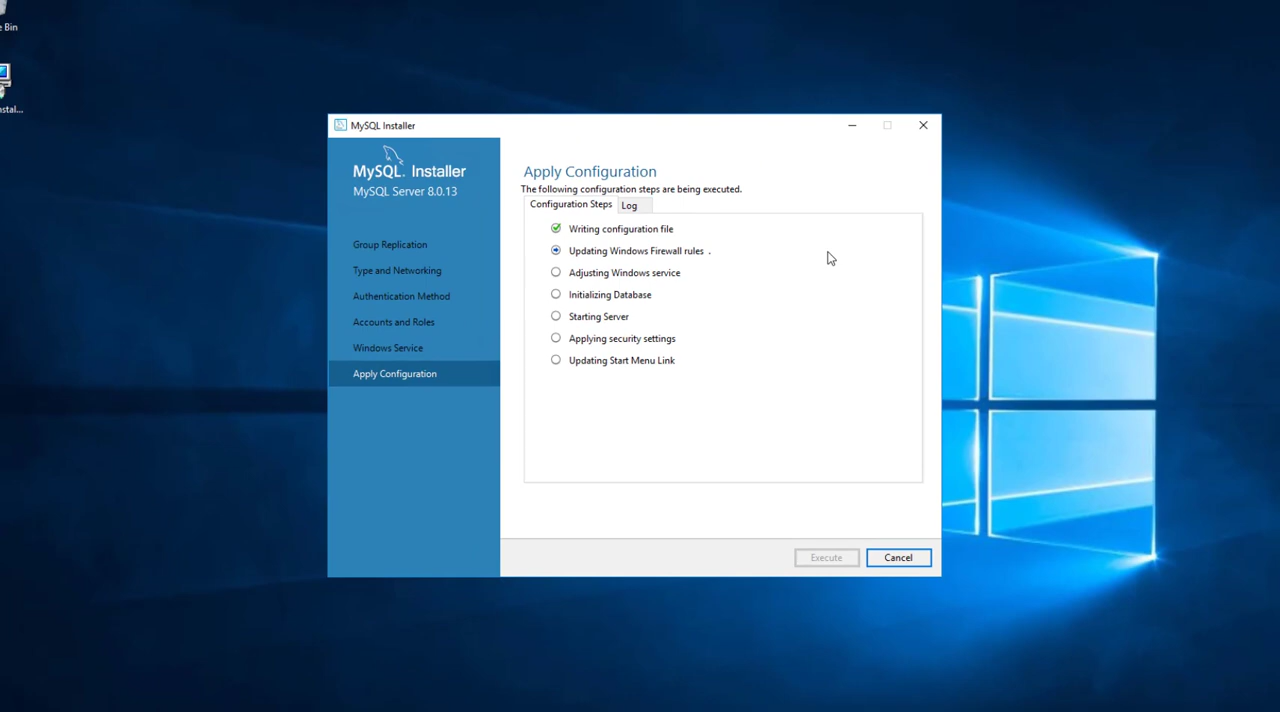 e Bin
nstal...
MySQL Installer
MySQL. Installer
MySQL Server 8.0.13
Group Replication
Type and Networking
Authentication Method
Accounts and Roles
Windows Service
Apply Configuration
Apply Configuration
The following configuration steps are being executed.
Configuration Steps
Log
Writing configuration file
Updating Windows Firewall rules .
Adjusting Windows service
Initializing Database
Starting Server
Applying security settings
Updating Start Menu Link
Execute
Cancel